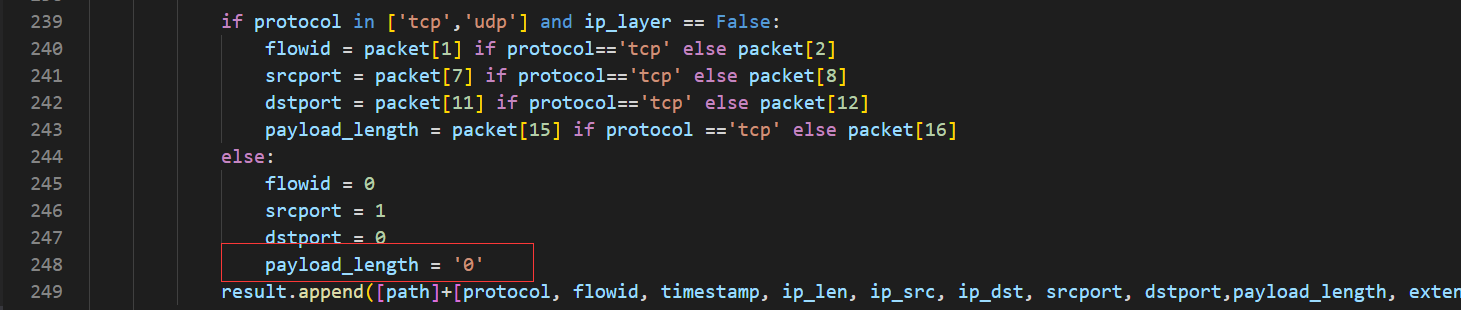 239 if protocol in ['tcp','udp'] and ip_layer == False:
240 flowid = packet[1] if protocol=='tcp' else packet[2]
241 srcport = packet[7] if protocol=='tcp' else packet[8]
242 dstport = packet[11] if protocol=='tcp' else packet[12]
243 payload_length = packet[15] if protocol =='tcp' else packet[16]
244 else:
245 flowid = 0
246 srcport = 1
247 dstport = 0
248 payload_length = '0'
249 result.append([path]+[protocol, flowid, timestamp, ip_len, ip_src, ip_dst, srcport, dstport,payload_length, exten